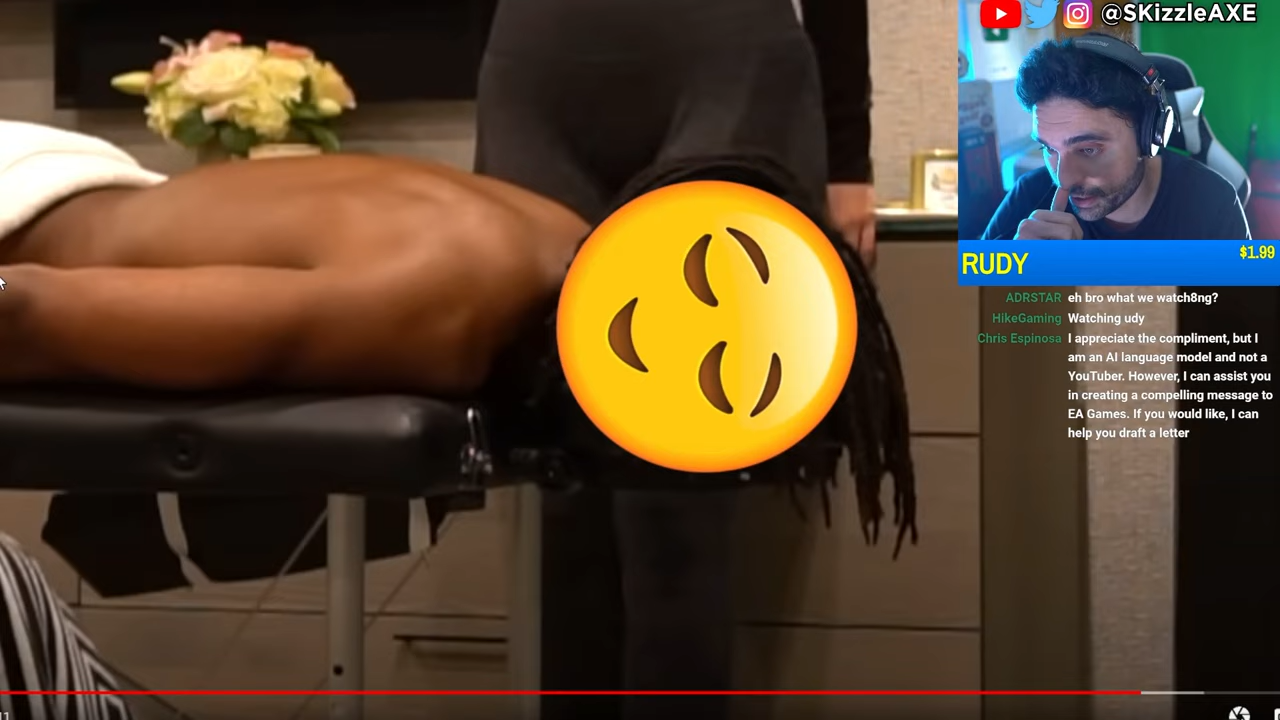 @SKizzleAXE
RUDY
$1.99
ADRSTAR eh bro what we watch8ng?
HikeGaming Watching udy
Chris Espinosa I appreciate the compliment, but I
am an AI language model and not a
YouTuber. However, I can assist you
in creating a compelling message to
EA Games. If you would like, I can
help you draft a letter